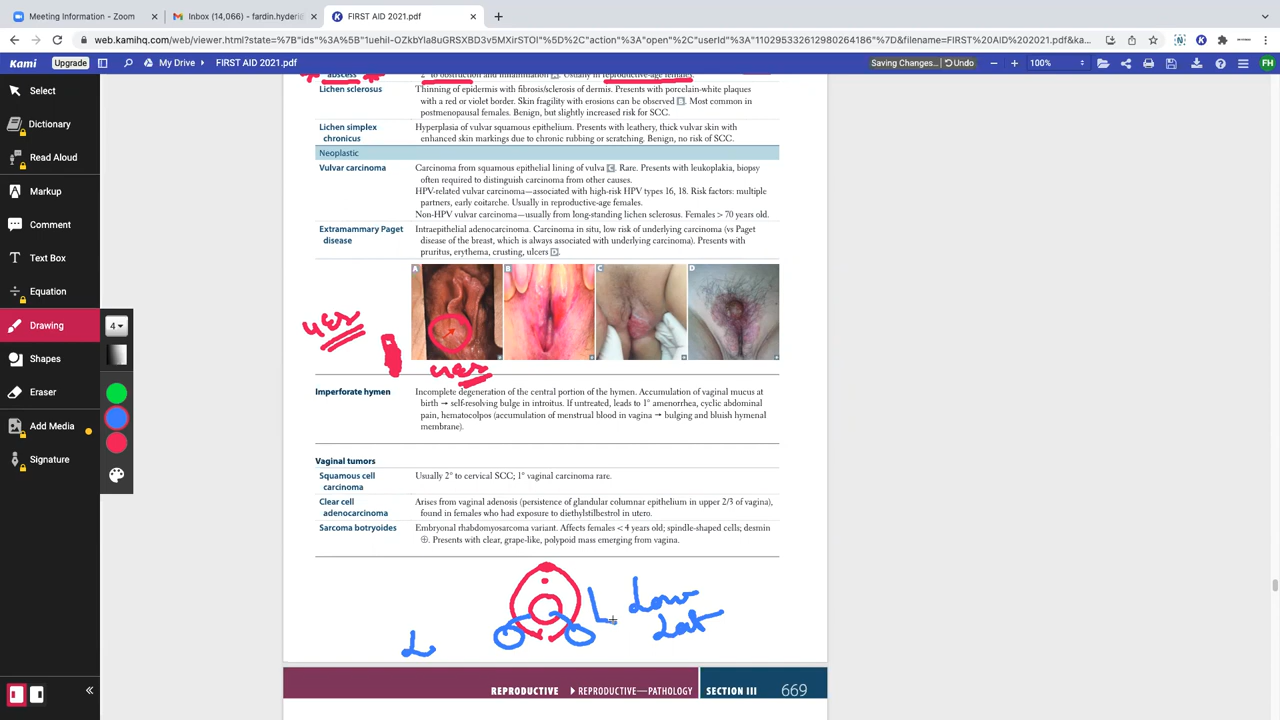 Meeting Information - Zoom
Inbox (14,066) - fardin.hyderi@
FIRST AID 2021.pdf
Kami
Upgrade
FIRST AID 2021.pdf
Saving Changes...
Undo
100%
FH
Select
Dictionary
Read Aloud
Markup
Comment
Text Box
Equation
Drawing
Shapes
Eraser
Add Media
Signature
4
abscess 2° to obstruction and inflammation A. Usually in reproductive-age females.
Lichen sclerosus Thinning of epidermis with fibrosis/sclerosis of dermis. Presents with porcelain-white plaques
with a red or violet border. Skin fragility with erosions can be observed B. Most common in
postmenopausal females. Benign, but slightly increased risk for SCC.
Lichen simplex chronicus Hyperplasia of vulvar squamous epithelium. Presents with leathery, thick vulvar skin with
enhanced skin markings due to chronic rubbing or scratching. Benign, no risk of SCC.
Neoplastic
Vulvar carcinoma Carcinoma from squamous epithelial lining of vulva C. Rare. Presents with leukoplakia, biopsy
often required to distinguish carcinoma from other causes.
HPV-related vulvar carcinoma—associated with high-risk HPV types 16, 18. Risk factors: multiple
partners, early coitarche. Usually in reproductive-age females.
Non-HPV vulvar carcinoma—usually from long-standing lichen sclerosus. Females > 70 years old.
Extramammary Paget disease Intraepithelial adenocarcinoma. Carcinoma in situ, low risk of underlying carcinoma (vs Paget
disease of the breast, which is always associated with underlying carcinoma). Presents with
pruritus, erythema, crusting, ulcers D.
A B C D
yes
yes
Imperforate hymen Incomplete degeneration of the central portion of the hymen. Accumulation of vaginal mucus at
birth → self-resolving bulge in introitus. If untreated, leads to 1° amenorrhea, cyclic abdominal
pain, hematocolpos (accumulation of menstrual blood in vagina → bulging and bluish hymenal
membrane).
Vaginal tumors
Squamous cell carcinoma Usually 2° to cervical SCC; 1° vaginal carcinoma rare.
Clear cell adenocarcinoma Arises from vaginal adenosis (persistence of glandular columnar epithelium in upper 2/3 of vagina),
found in females who had exposure to diethylstilbestrol in utero.
Sarcoma botryoides Embryonal rhabdomyosarcoma variant. Affects females < 4 years old; spindle-shaped cells; desmin
⊕. Presents with clear, grape-like, polypoid mass emerging from vagina.
L Low
Lat
L
REPRODUCTIVE ▶ REPRODUCTIVE—PATHOLOGY SECTION III 669